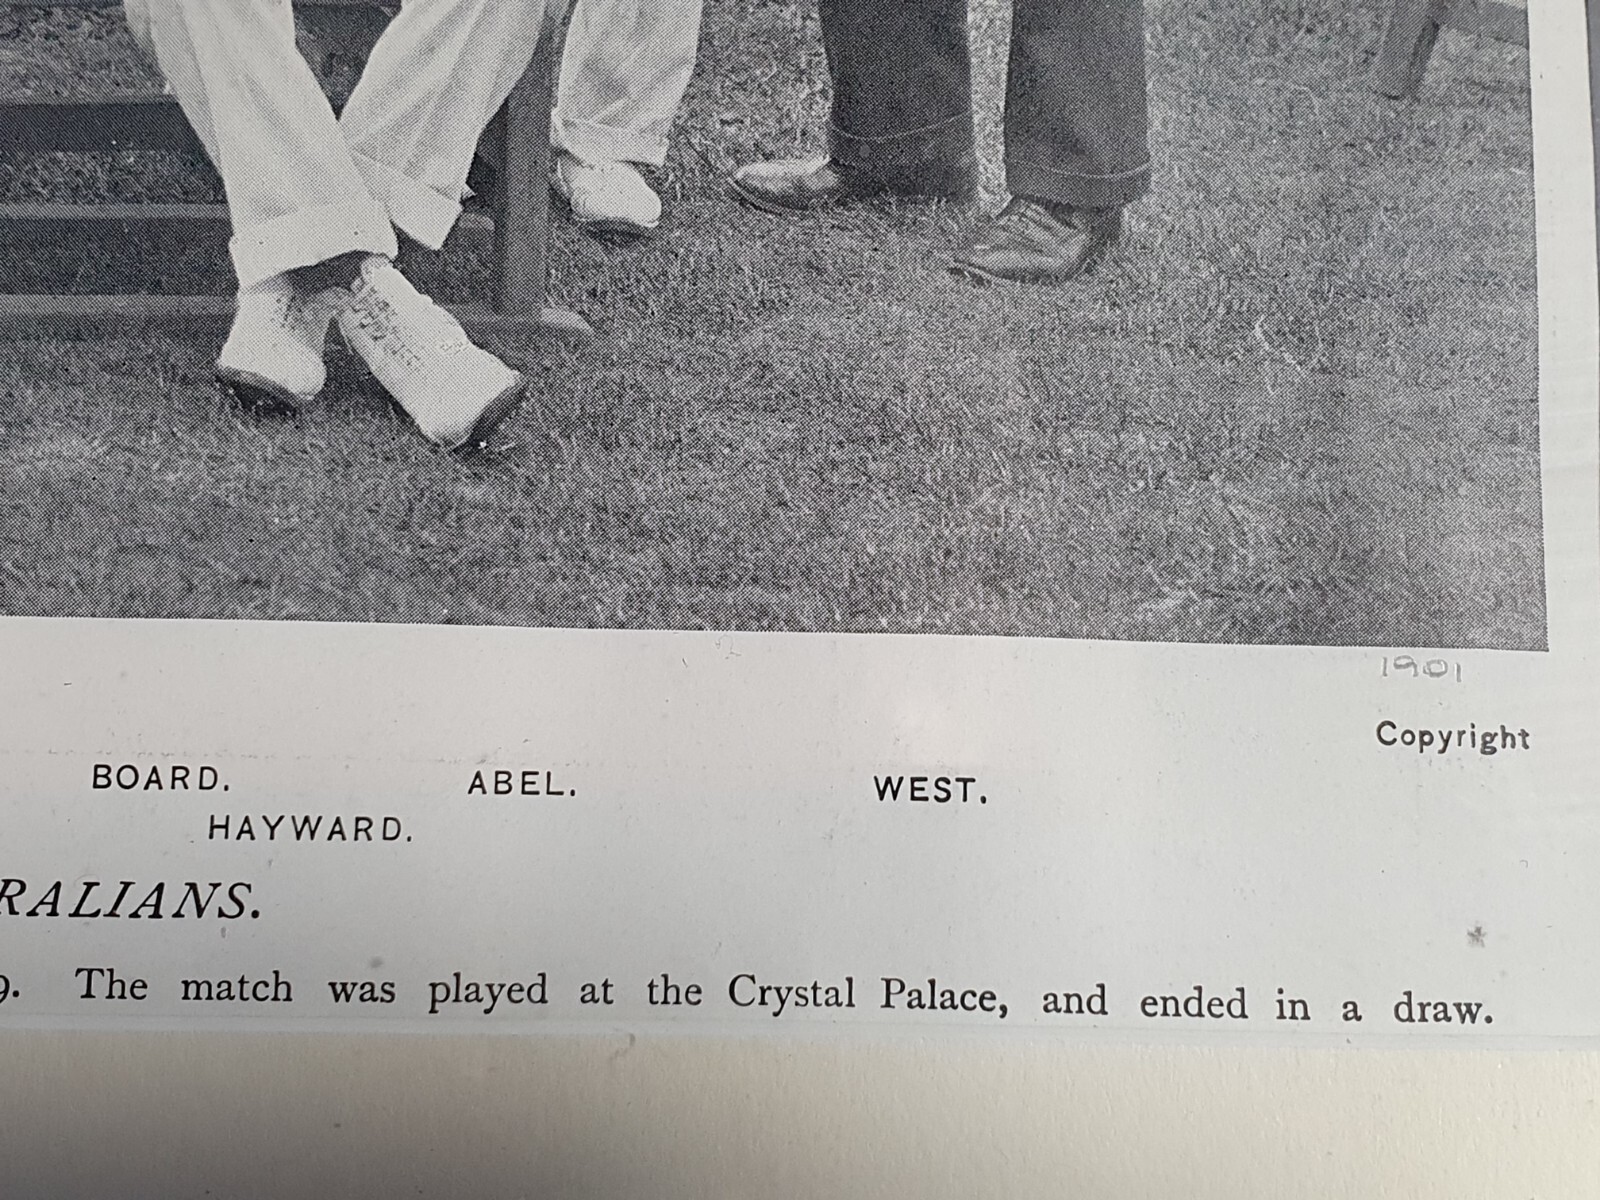 1901
Copyright
BOARD. ABEL. WEST.
HAYWARD.
RALIANS.
9. The match was played at the Crystal Palace, and ended in a draw.